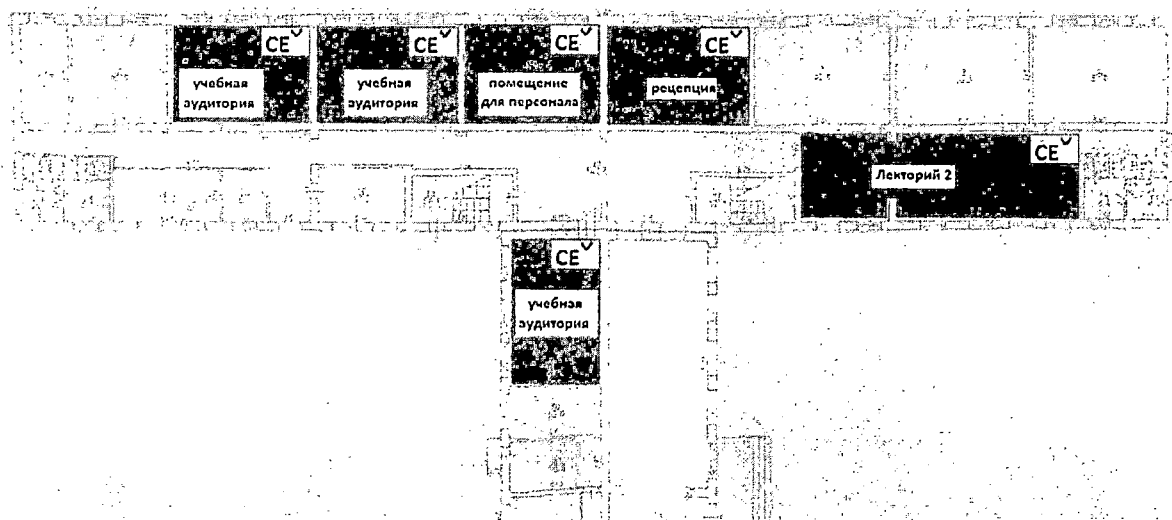 CE
CE
CE
CE
учебная
аудитория
учебная
аудитория
помещение
для персонала
рецепция
CE
Лекторий 2
CE
учебная
аудитория